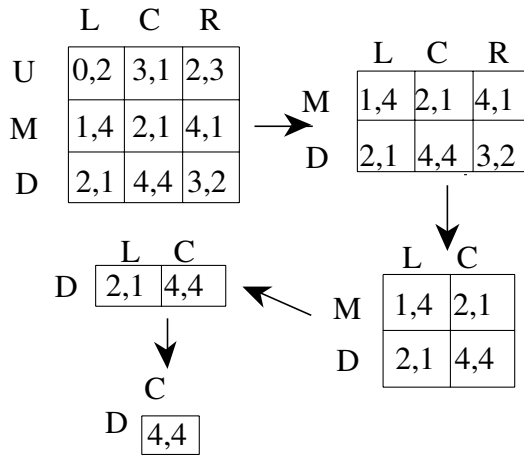 L C R
U 0,2 3,1 2,3
M 1,4 2,1 4,1
D 2,1 4,4 3,2
L C R
M 1,4 2,1 4,1
D 2,1 4,4 3,2
L C
M 1,4 2,1
D 2,1 4,4
L C
D 2,1 4,4
C
D 4,4